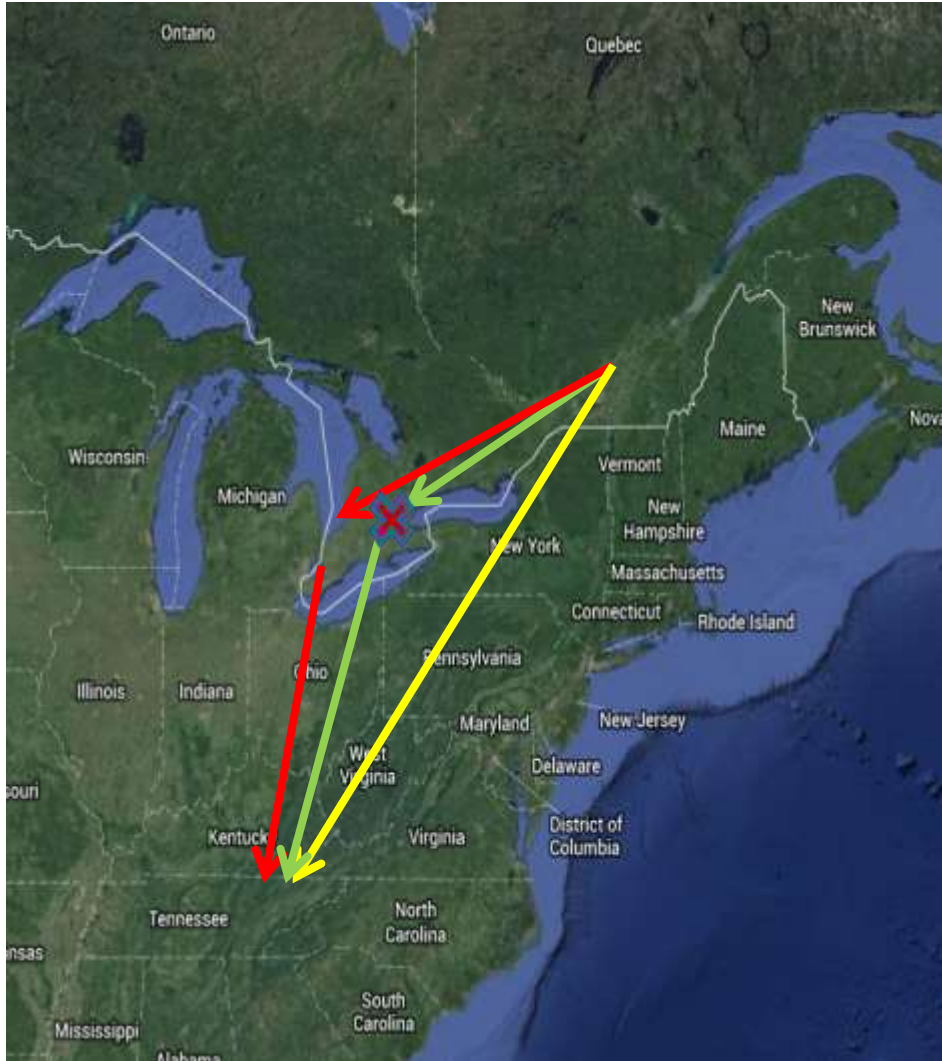 Ontario
Quebec
New
Brunswick
Nova
Maine
Wisconsin
Vermont
Michigan
New
Hampshire
New York
Massachusetts
Connecticut
Rhode Island
Pennsylvania
Ohio
Illinois
Indiana
Maryland
New Jersey
West
Virginia
Delaware
souri
Kentuck
Virginia
District of
Columbia
Tennessee
North
Carolina
nsas
South
Carolina
Mississippi
Alabama